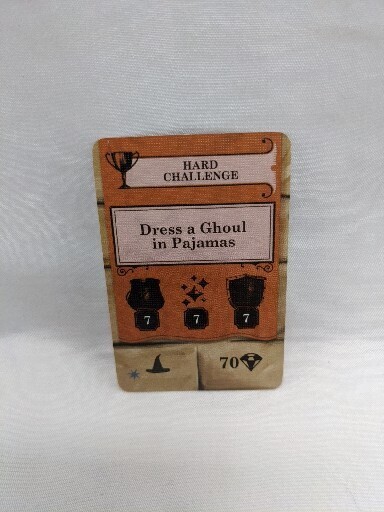 HARD
CHALLENGE
Dress a Ghoul
in Pajamas
7 7 7
70